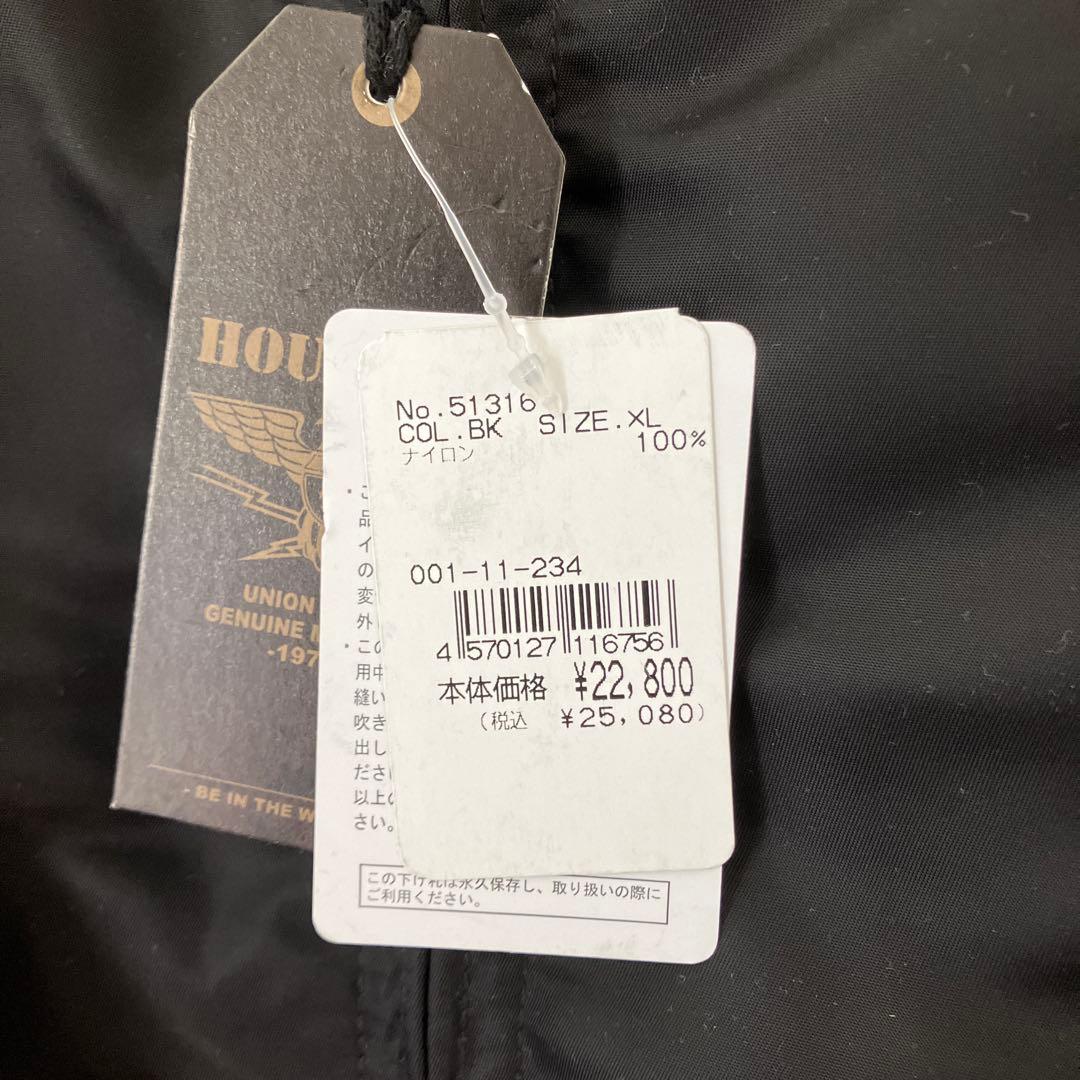 No.51316
COL.BK SIZE.XL
ナイロン 100%
001-11-234
4 570127 116756
本体価格 ¥22,800
(税込 ¥25,080)
HOU
UNION
GENUINE
-197
- BE IN THE W
・こ
品
イ
の
変
外
・この
用中
縫い
吹き
出し
ださ
以上の
さい。
この下げ札は永久保存し、取り扱いの際に
ご利用ください。